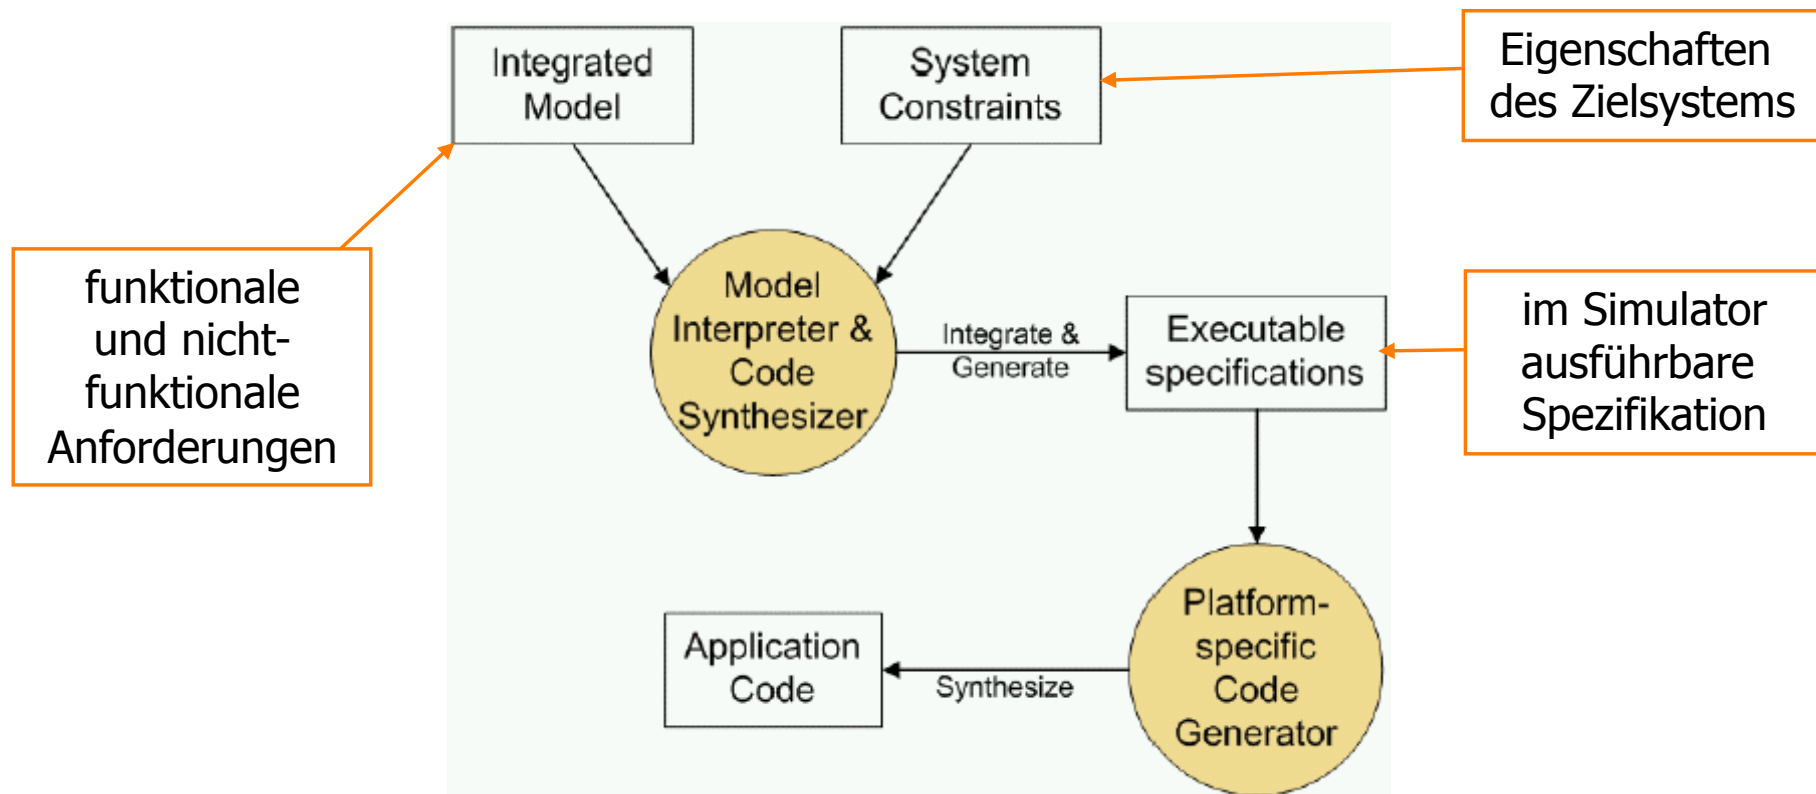 Integrated
Model
System
Constraints
Eigenschaften
des Zielsystems
funktionale
und nicht-
funktionale
Anforderungen
Model
Interpreter &
Code
Synthesizer
Integrate &
Generate
Executable
specifications
im Simulator
ausführbare
Spezifikation
Application
Code
Synthesize
Platform-
specific
Code
Generator